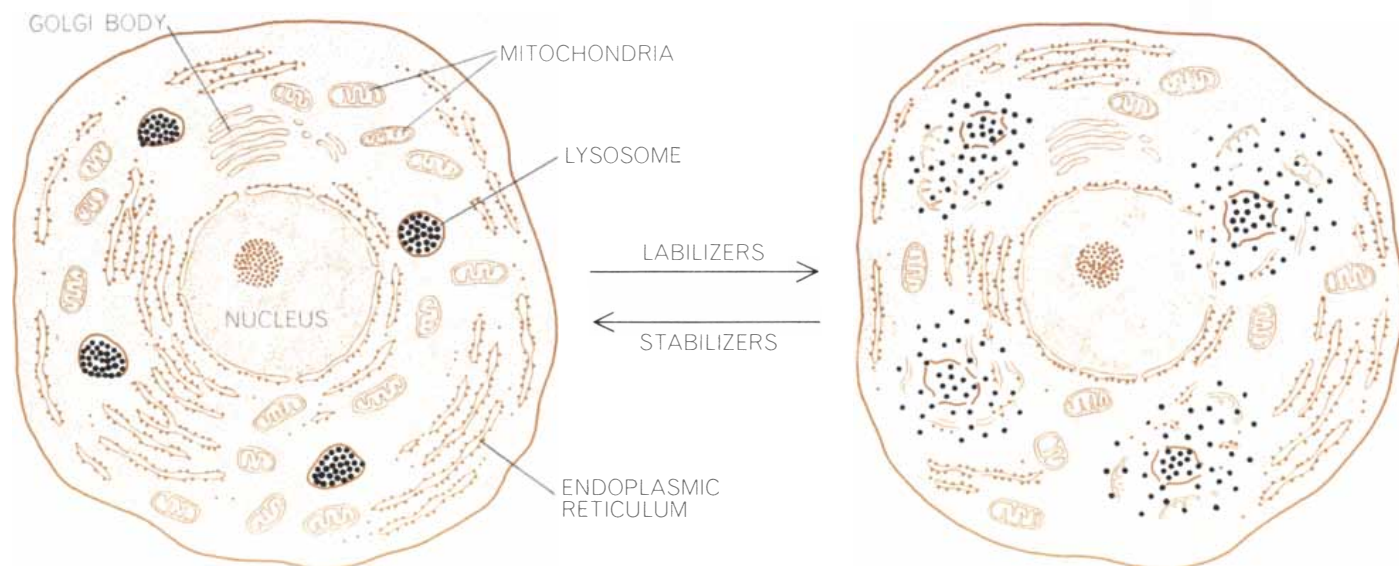 GOLGI BODY
MITOCHONDRIA
LYSOSOME
LABILIZERS
NUCLEUS
STABILIZERS
ENDOPLASMIC
RETICULUM